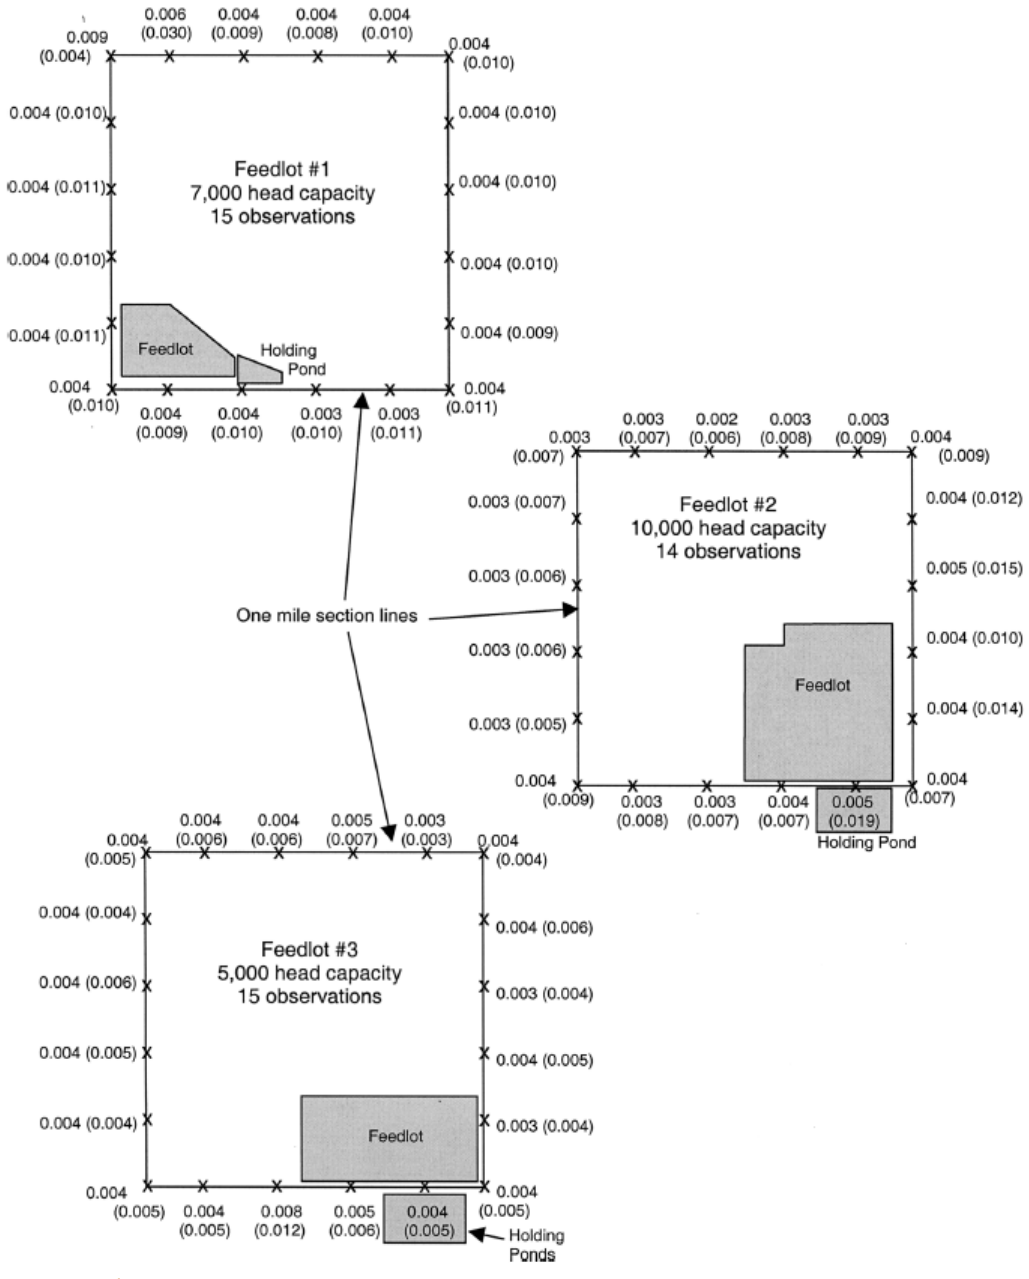 0.006 0.004 0.004 0.004
0.009 (0.030) (0.009) (0.008) (0.010) 0.004
(0.004) (0.010)
0.004 (0.010) 0.004 (0.010)
0.004 (0.011) 0.004 (0.010)
Feedlot #1
7,000 head capacity
15 observations
0.004 (0.010) 0.004 (0.010)
0.004 (0.011) 0.004 (0.009)
Feedlot
Holding
Pond
0.004 0.004
(0.010) (0.011)
0.004 0.004 0.003 0.003
(0.009) (0.010) (0.010) (0.011)
0.003 0.002 0.003 0.003
0.003 (0.007) (0.006) (0.008) (0.009) 0.004
(0.007) (0.009)
0.003 (0.007) 0.004 (0.012)
Feedlot #2
10,000 head capacity
14 observations
0.003 (0.006) 0.005 (0.015)
One mile section lines
0.003 (0.006) 0.004 (0.010)
Feedlot
0.003 (0.005) 0.004 (0.014)
0.004 0.004
(0.009) (0.007)
0.003 0.003 0.004 0.005
(0.008) (0.007) (0.007) (0.019)
Holding Pond
0.004 0.004 0.005 0.003
0.004 (0.006) (0.006) (0.007) (0.003) 0.004
(0.005) (0.004)
0.004 (0.004) 0.004 (0.006)
Feedlot #3
5,000 head capacity
15 observations
0.004 (0.006) 0.003 (0.004)
0.004 (0.005) 0.004 (0.005)
0.004 (0.004) 0.003 (0.004)
Feedlot
0.004 0.004
(0.005) (0.005)
0.004 0.008 0.005 0.004
(0.005) (0.012) (0.006) (0.005)
Holding
Ponds